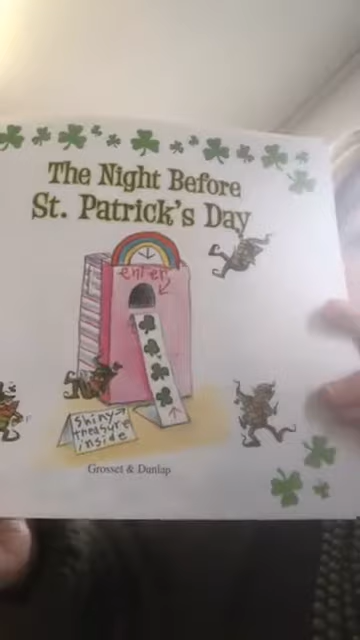 The Night Before
St. Patrick's Day
enter
shiny
treasure
inside
Grosset & Dunlap